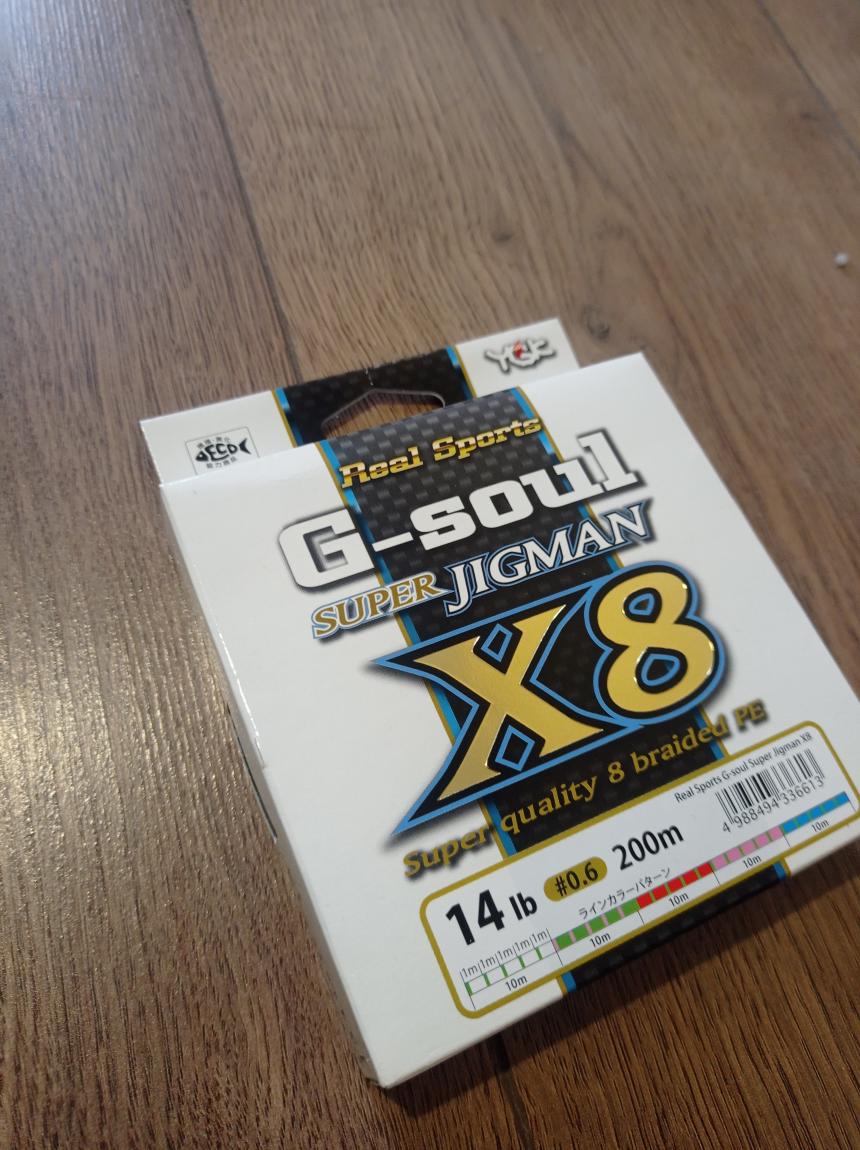 YGK
DECO
Real Sports
G-soul
SUPER JIGMAN
X8
Super quality 8 braided PE
Real Sports G-soul Super Jigman X8
4 988494 336613
14 lb #0.6 200m
ラインカラーパターン
1m 1m 1m 1m 1m
10m 10m 10m 10m 10m